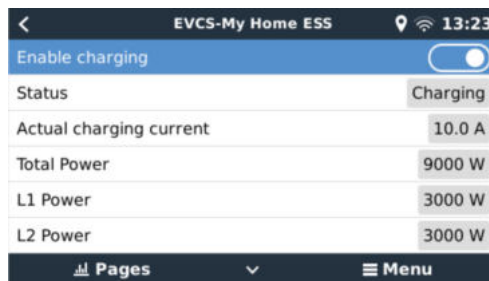 EVCS-My Home ESS 13:23
Enable charging
Status Charging
Actual charging current 10.0 A
Total Power 9000 W
L1 Power 3000 W
L2 Power 3000 W
Pages Menu